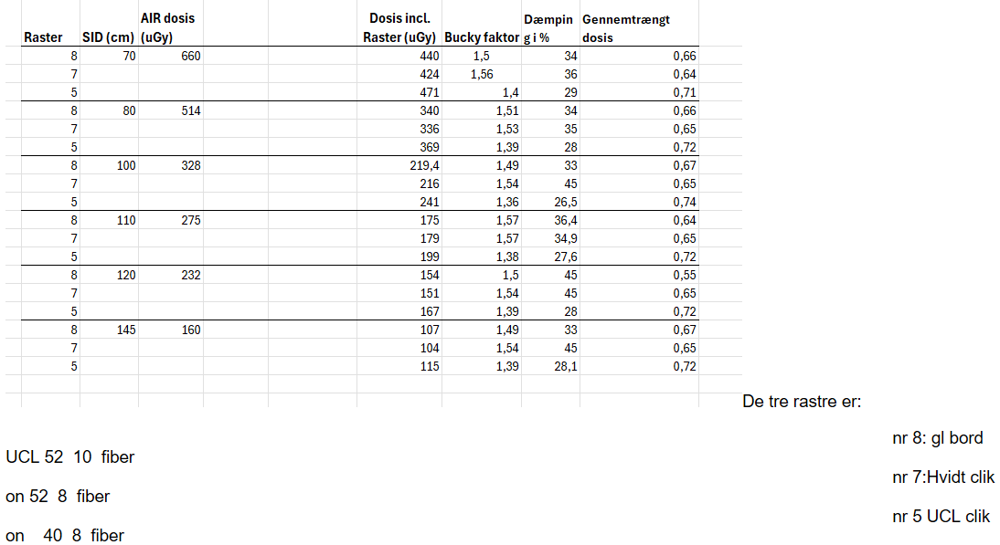 AIR dosis Dosis incl. Dæmpin Gennemtrængt
Raster SID (cm) (uGy) Raster (uGy) Bucky faktor g i % dosis
8 70 660 440 1,5 34 0,66
7 424 1,56 36 0,64
5 471 1,4 29 0,71
8 80 514 340 1,51 34 0,66
7 336 1,53 35 0,65
5 369 1,39 28 0,72
8 100 328 219,4 1,49 33 0,67
7 216 1,54 45 0,65
5 241 1,36 26,5 0,74
8 110 275 175 1,57 36,4 0,64
7 179 1,57 34,9 0,65
5 199 1,38 27,6 0,72
8 120 232 154 1,5 45 0,55
7 151 1,54 45 0,65
5 167 1,39 28 0,72
8 145 160 107 1,49 33 0,67
7 104 1,54 45 0,65
5 115 1,39 28,1 0,72
De tre rastre er:
nr 8: gl bord
UCL 52 10 fiber
nr 7:Hvidt clik
on 52 8 fiber
nr 5 UCL clik
on 40 8 fiber